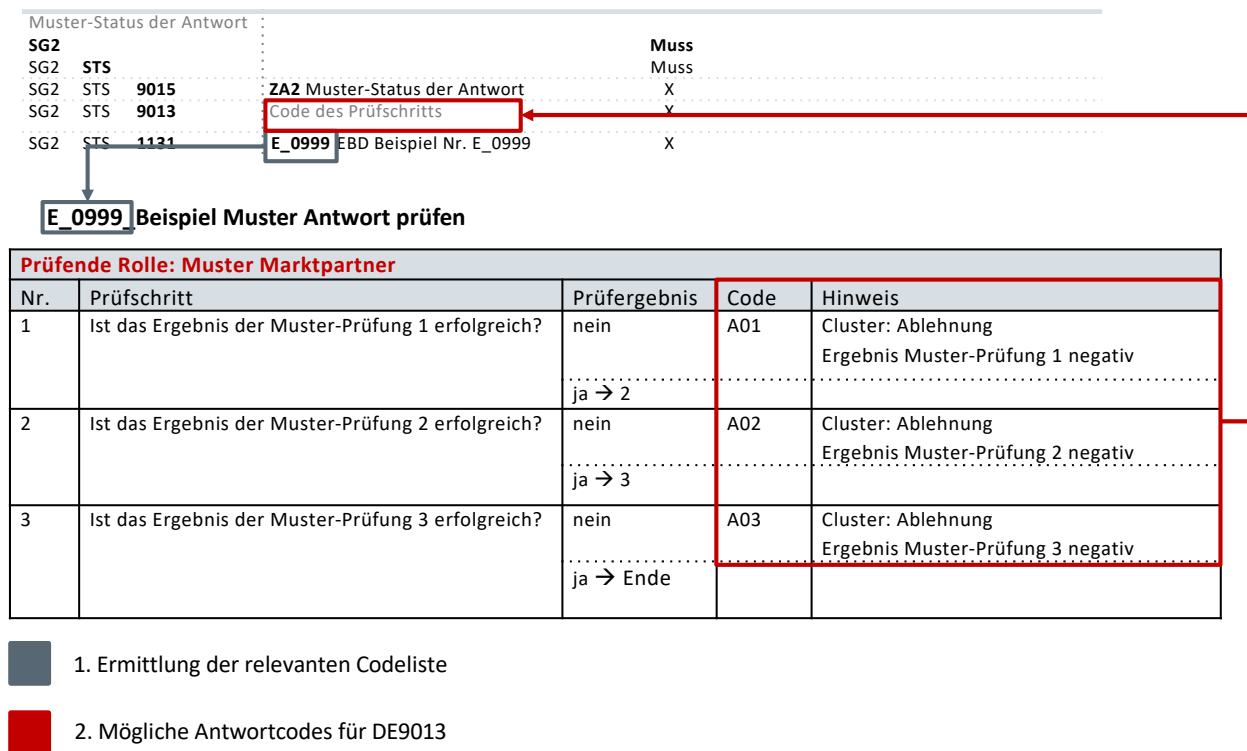 Muster-Status der Antwort
SG2 Muss
SG2 STS Muss
SG2 STS 9015 ZA2 Muster-Status der Antwort X
SG2 STS 9013 Code des Prüfschritts X
SG2 STS 1131 E_0999 EBD Beispiel Nr. E_0999 X
E_0999_Beispiel Muster Antwort prüfen
Prüfende Rolle: Muster Marktpartner
Nr. Prüfschritt Prüfergebnis Code Hinweis
1 Ist das Ergebnis der Muster-Prüfung 1 erfolgreich? nein A01 Cluster: Ablehnung
Ergebnis Muster-Prüfung 1 negativ
ja → 2
2 Ist das Ergebnis der Muster-Prüfung 2 erfolgreich? nein A02 Cluster: Ablehnung
Ergebnis Muster-Prüfung 2 negativ
ja → 3
3 Ist das Ergebnis der Muster-Prüfung 3 erfolgreich? nein A03 Cluster: Ablehnung
Ergebnis Muster-Prüfung 3 negativ
ja → Ende
1. Ermittlung der relevanten Codeliste
2. Mögliche Antwortcodes für DE9013